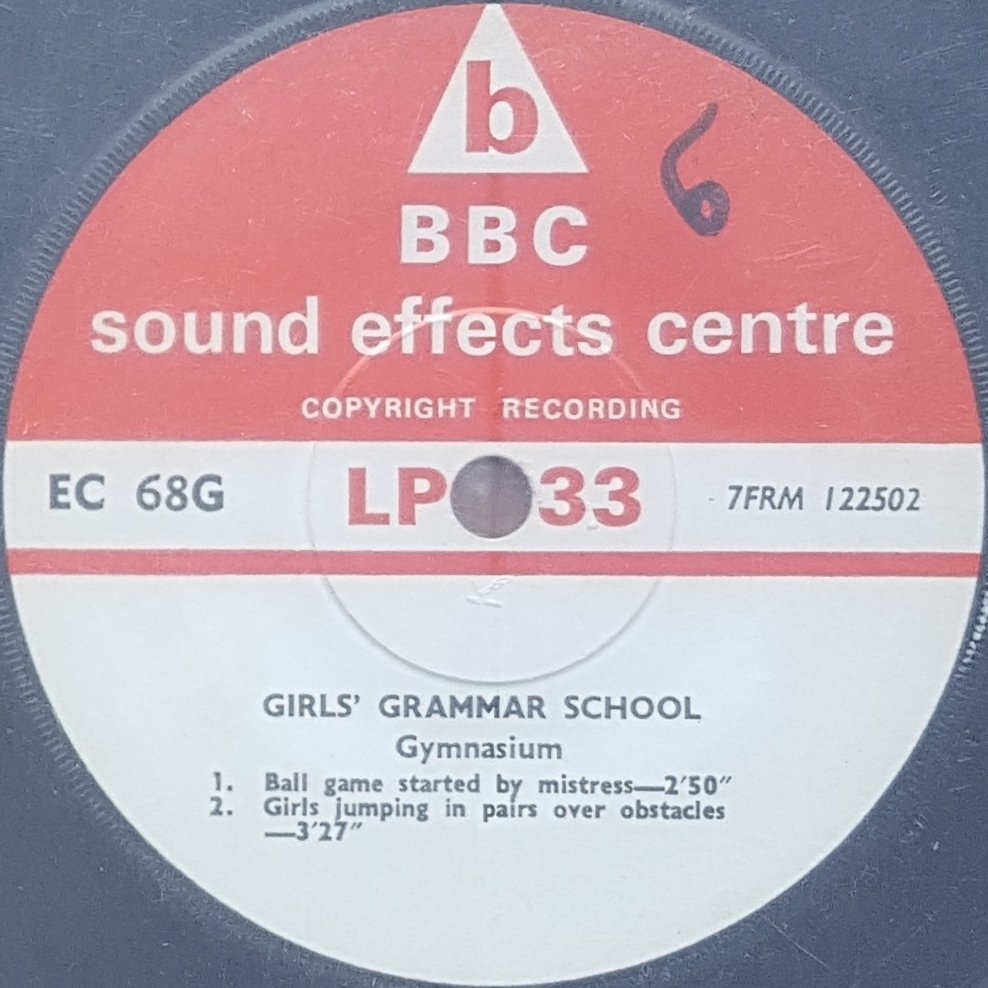 b
6
BBC
sound effects centre
COPYRIGHT RECORDING
EC 68G LP 33 7FRM 122502
GIRLS' GRAMMAR SCHOOL
Gymnasium
1. Ball game started by mistress—2'50"
2. Girls jumping in pairs over obstacles
—3'27"